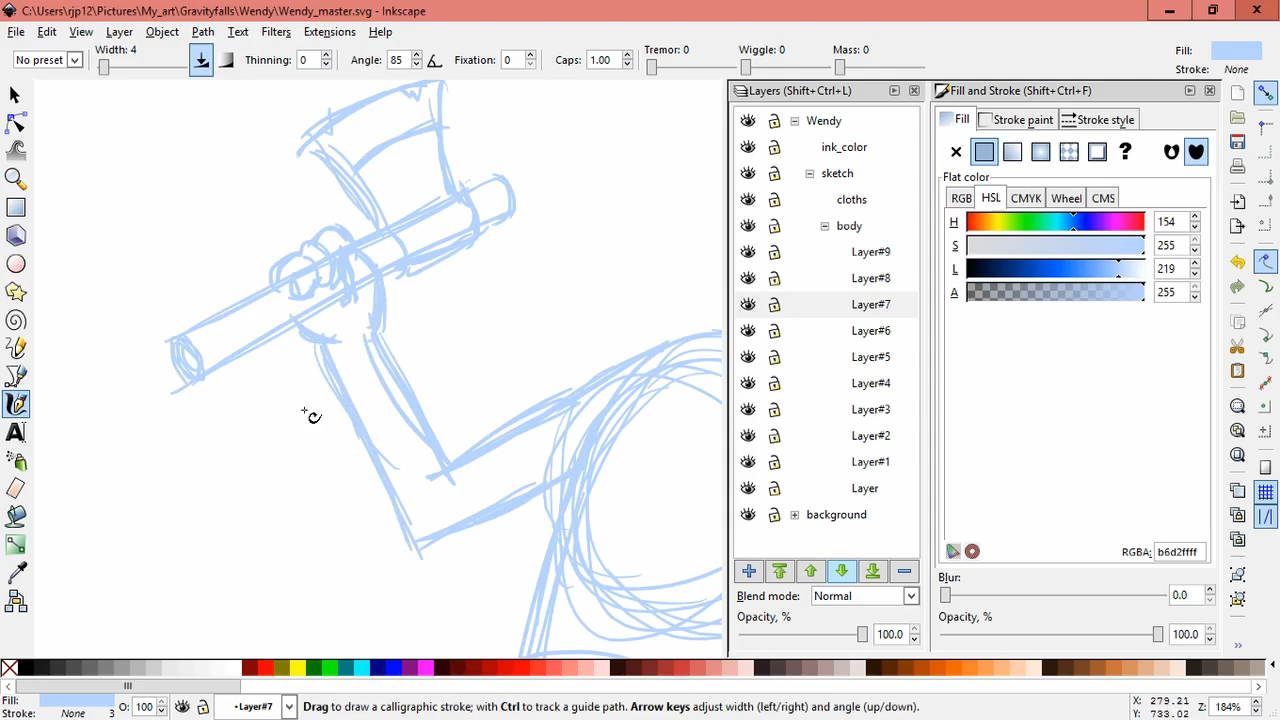 C:\Users\rjp12\Pictures\My_art\Gravityfalls\Wendy\Wendy_master.svg - Inkscape
File Edit View Layer Object Path Text Filters Extensions Help
No preset Width: 4 Thinning: 0 Angle: 85 Fixation: 0 Caps: 1.00 Tremor: 0 Wiggle: 0 Mass: 0 Fill: Stroke: None
Layers (Shift+Ctrl+L)
Wendy
ink_color
sketch
cloths
body
Layer#9
Layer#8
Layer#7
Layer#6
Layer#5
Layer#4
Layer#3
Layer#2
Layer#1
Layer
background
Blend mode: Normal
Opacity, %
100.0
Fill and Stroke (Shift+Ctrl+F)
Fill Stroke paint Stroke style
Flat color
RGB HSL CMYK Wheel CMS
H 154
S 255
L 219
A 255
RGBA: b6d2ffff
Blur:
0.0
Opacity, %
100.0
Fill:
Stroke: None 3 O: 100 •Layer#7 Drag to draw a calligraphic stroke; with Ctrl to track a guide path. Arrow keys adjust width (left/right) and angle (up/down). X: 279.21 Y: 733.02 Z: 184%